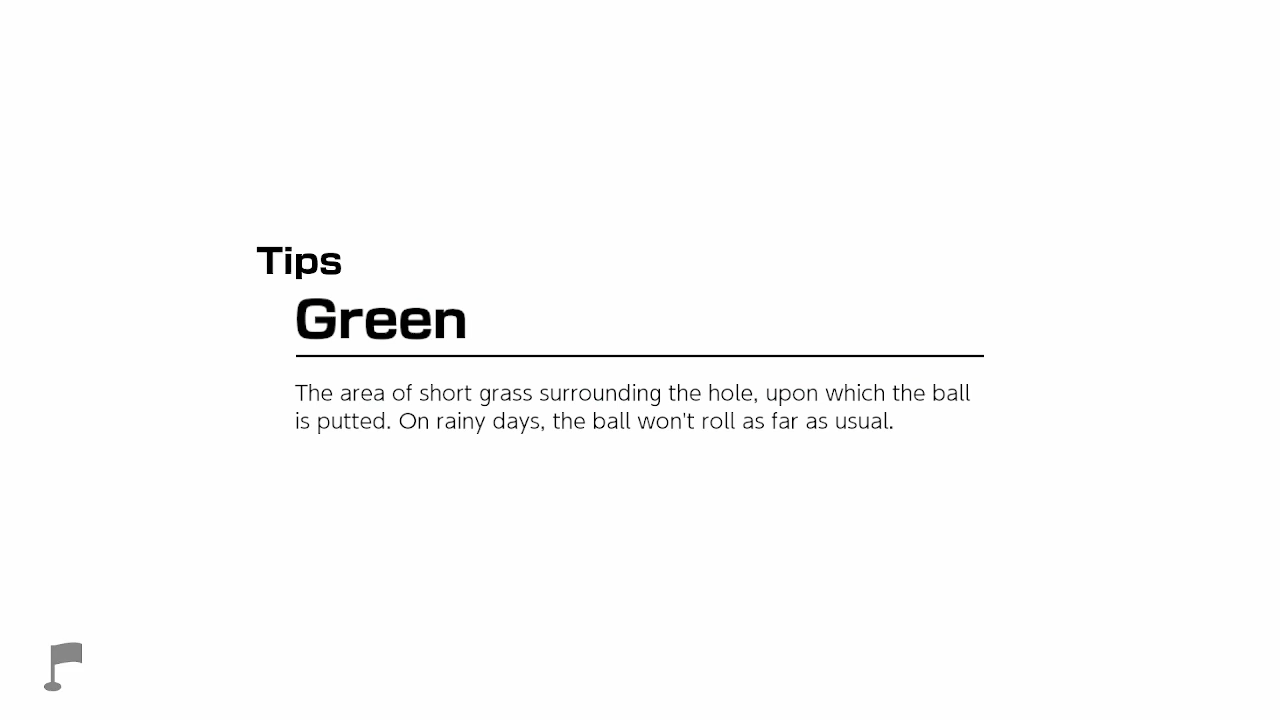 Tips
Green
The area of short grass surrounding the hole, upon which the ball
is putted. On rainy days, the ball won't roll as far as usual.